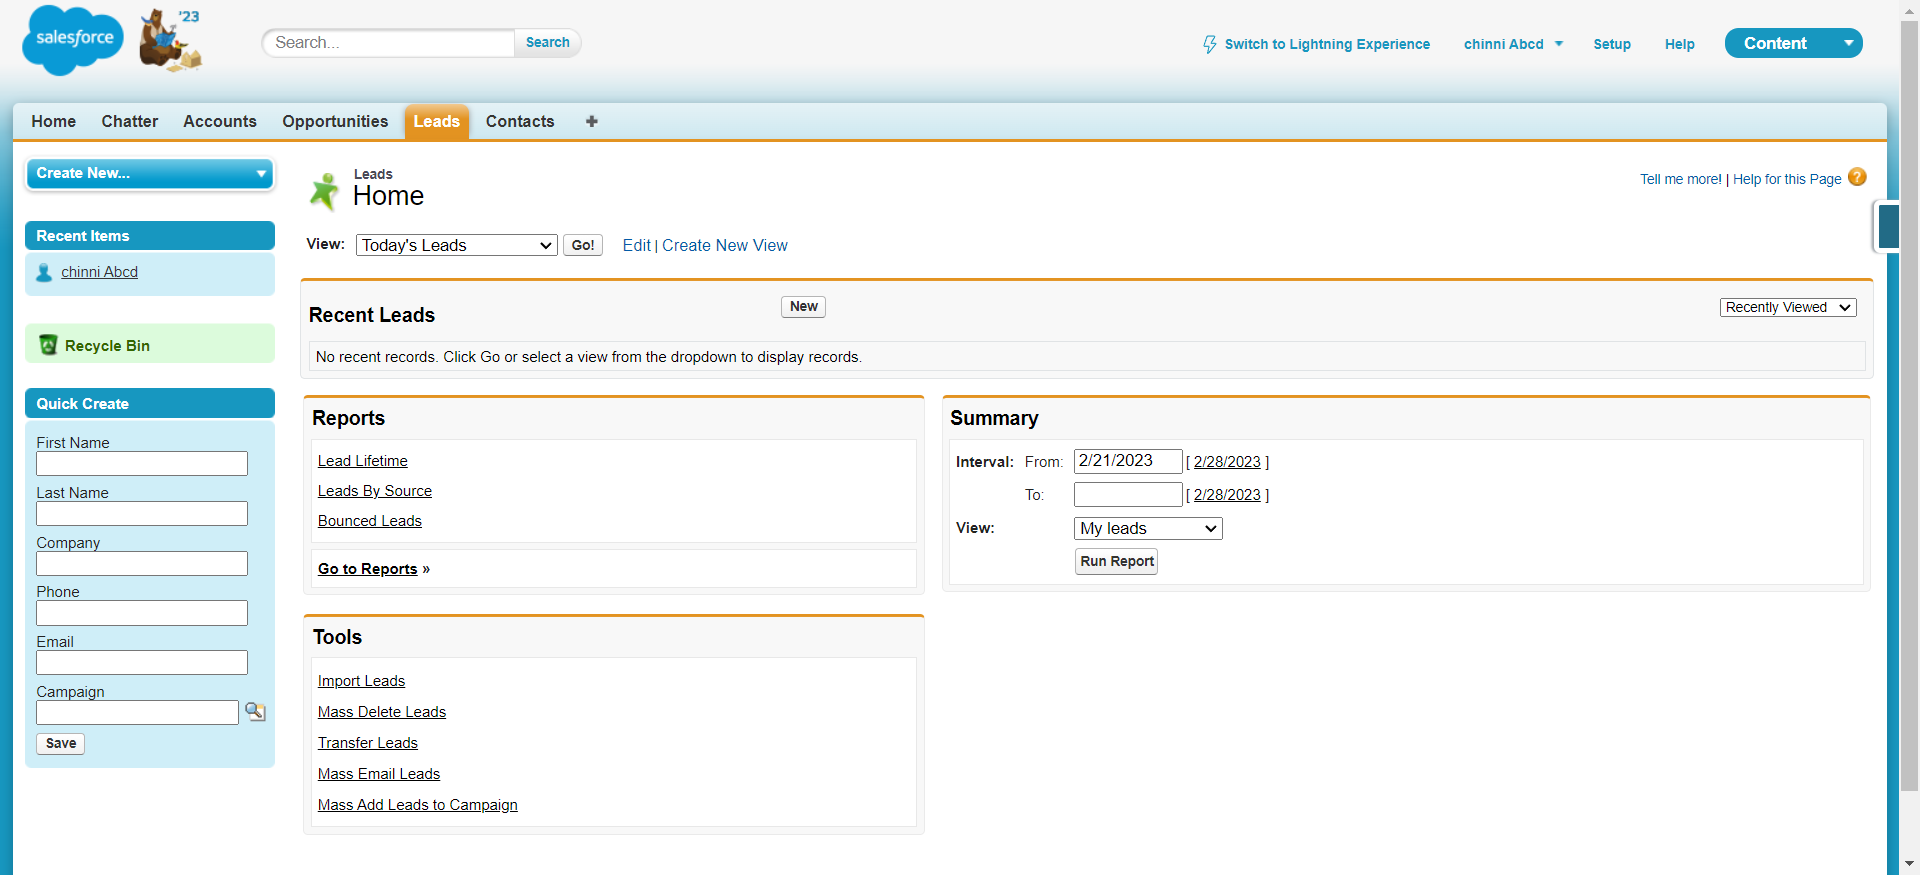 salesforce
'23
Search...
Search
Switch to Lightning Experience
chinni Abcd
Setup
Help
Content
Home
Chatter
Accounts
Opportunities
Leads
Contacts
+
Create New...
Recent Items
chinni Abcd
Recycle Bin
Quick Create
First Name
Last Name
Company
Phone
Email
Campaign
Save
Leads
Home
Tell me more! | Help for this Page
?
View: Today's Leads Go! Edit | Create New View
Recent Leads
New
Recently Viewed
No recent records. Click Go or select a view from the dropdown to display records.
Reports
Lead Lifetime
Leads By Source
Bounced Leads
Go to Reports »
Summary
Interval: From: 2/21/2023 [ 2/28/2023 ]
To: [ 2/28/2023 ]
View: My leads
Run Report
Tools
Import Leads
Mass Delete Leads
Transfer Leads
Mass Email Leads
Mass Add Leads to Campaign